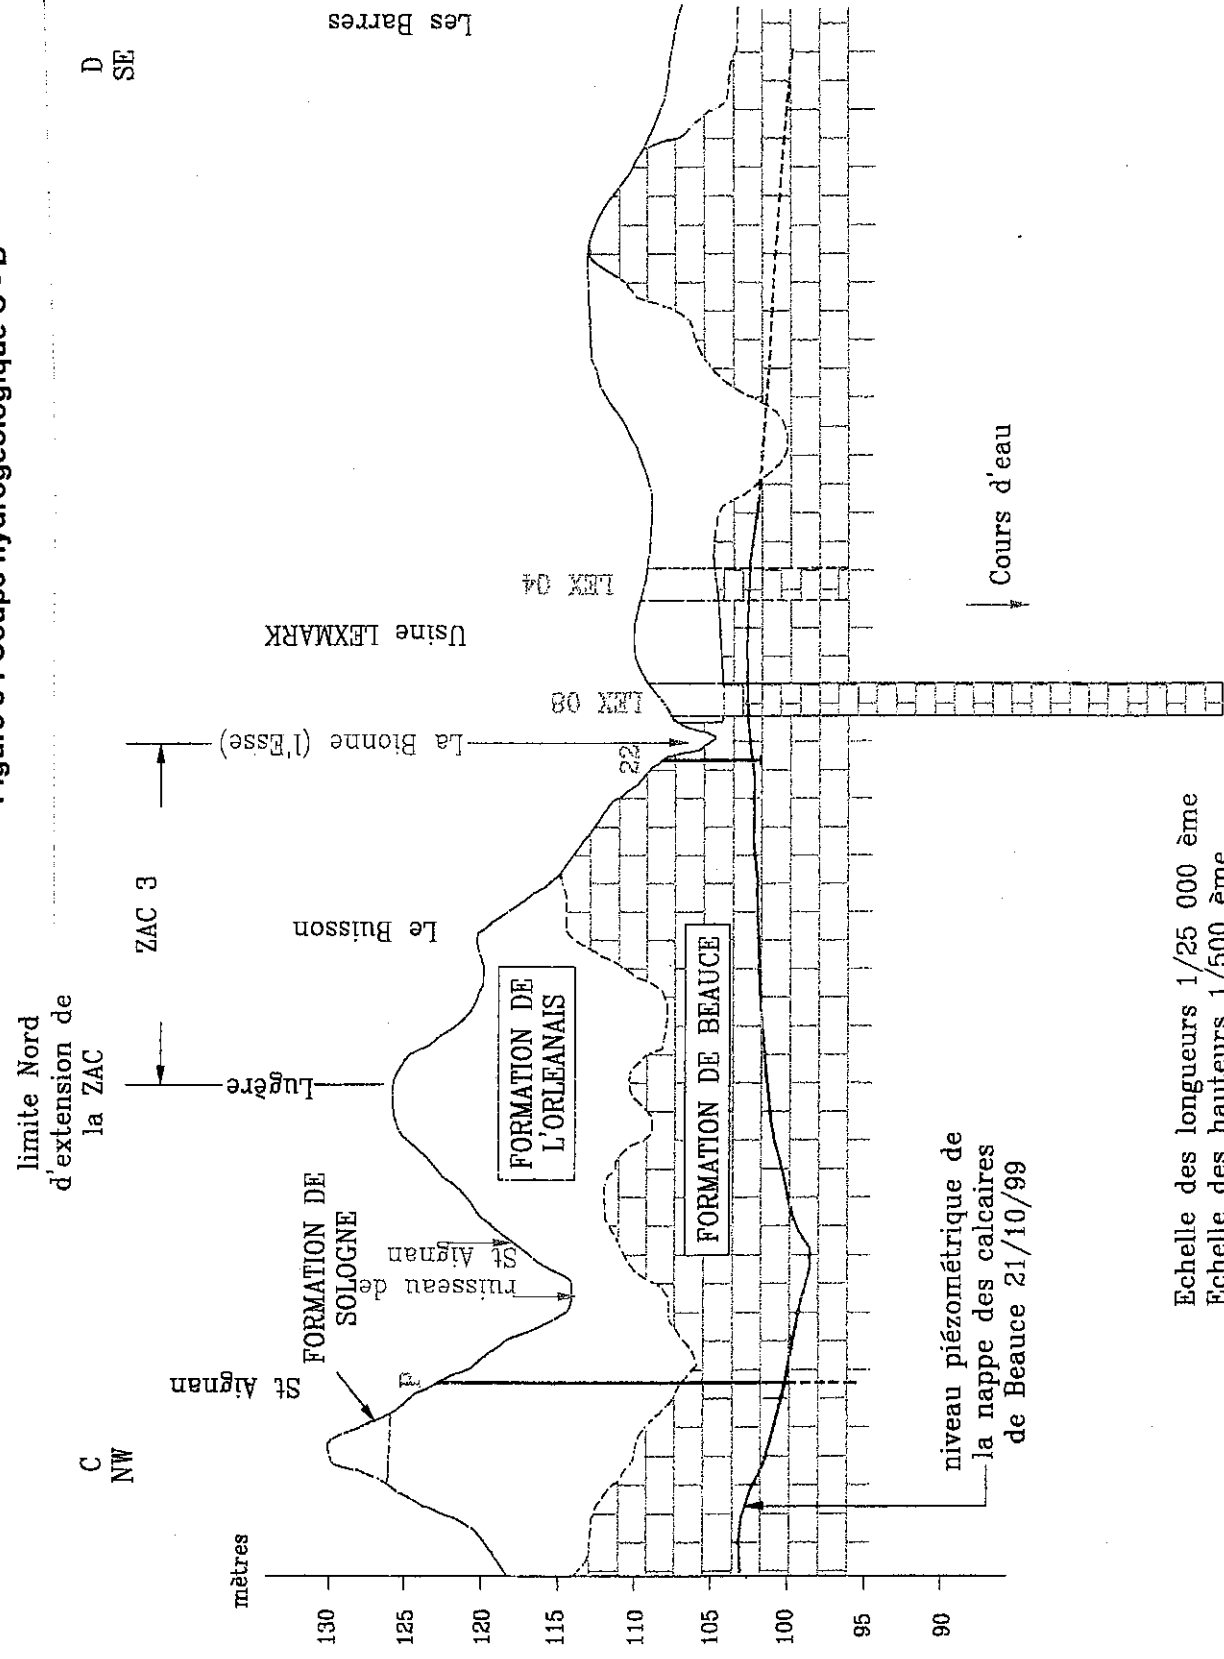 Figure 5 : Coupe hydrogéologique C - D
limite Nord
d'extension de
la ZAC
ZAC 3
C
NW
D
SE
mètres
130
125
120
115
110
105
100
95
90
St Aignan
FORMATION DE
SOLOGNE
ruisseau de
St Aignan
Lugère
Le Buisson
La Bionne (l'Esse)
Usine LEXMARK
Les Barres
22
LEX 08
LEX 04
FORMATION DE
L'ORLEANAIS
FORMATION DE BEAUCE
niveau piézométrique de
la nappe des calcaires
de Beauce 21/10/99
Cours d'eau
Echelle des longueurs 1/25 000 ème
Echelle des hauteurs 1/500 ème